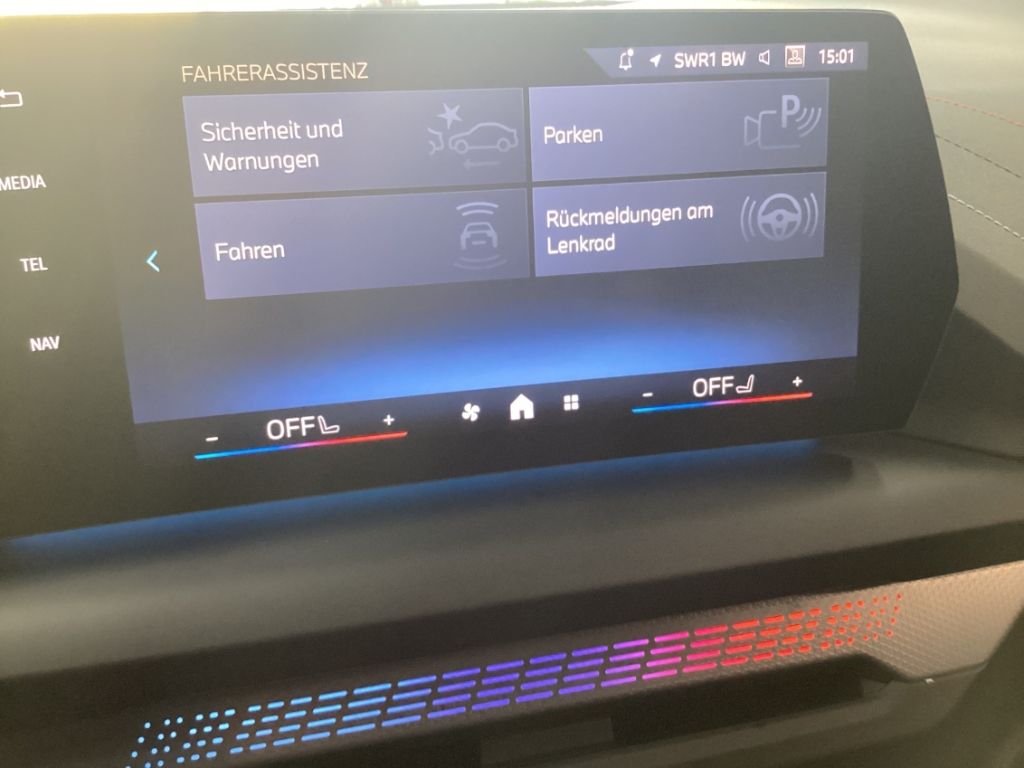 SWR1 BW 15:01
FAHRERASSISTENZ
Sicherheit und
Warnungen
P
Parken
MEDIA
Rückmeldungen am
Lenkrad
Fahren
TEL
NAV
- OFF +
- OFF +